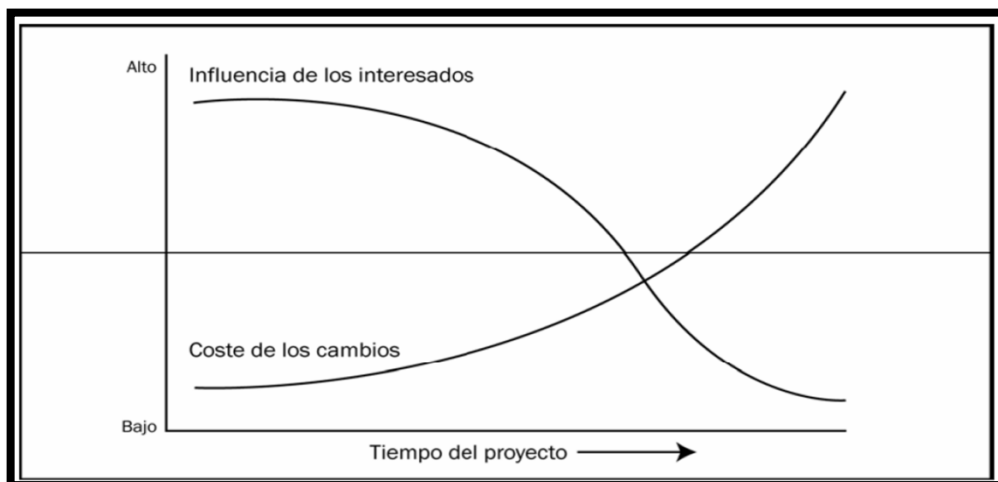 Alto
Influencia de los interesados
Coste de los cambios
Bajo
Tiempo del proyecto